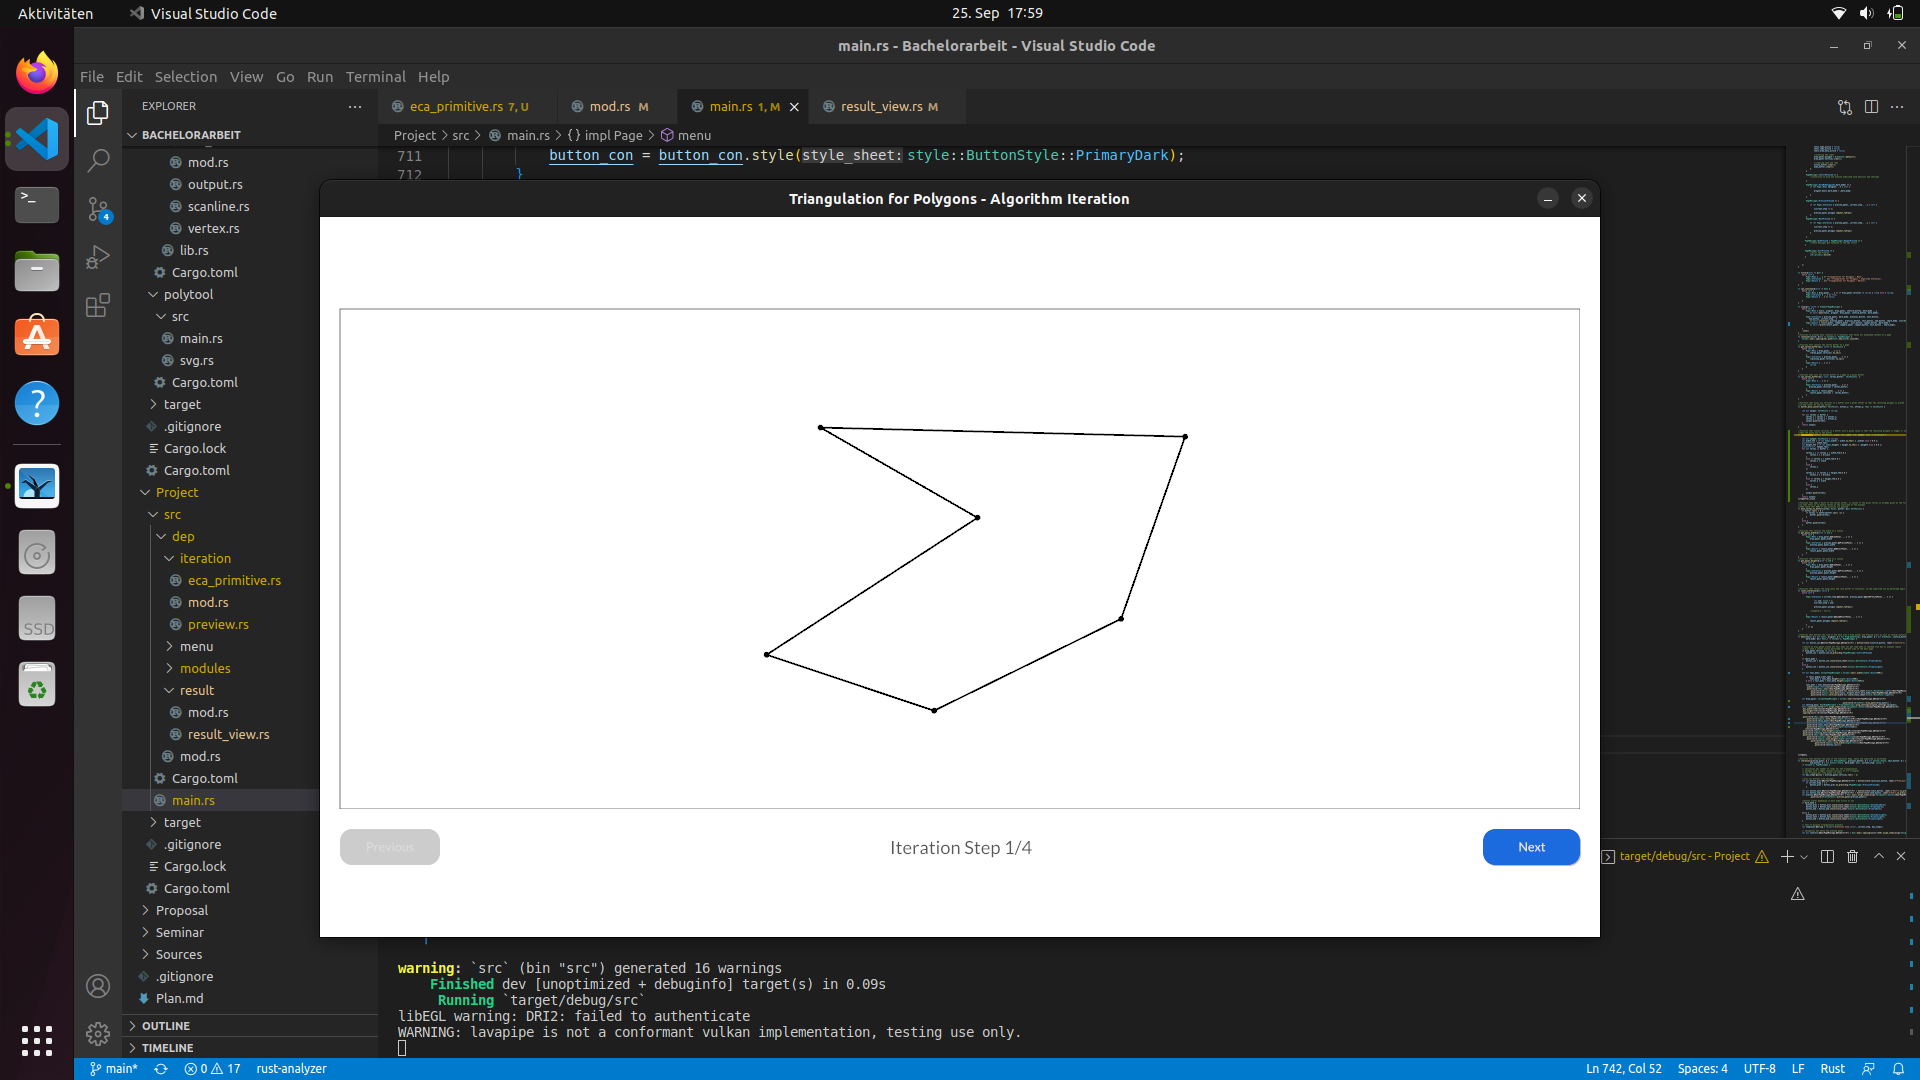 Aktivitäten
Visual Studio Code
25. Sep 17:59
main.rs - Bachelorarbeit - Visual Studio Code
File Edit Selection View Go Run Terminal Help
EXPLORER
eca_primitive.rs 7, U
mod.rs M
main.rs 1, M
result_view.rs M
BACHELORARBEIT
Project > src > main.rs > {} impl Page > menu
mod.rs
output.rs
scanline.rs
vertex.rs
lib.rs
Cargo.toml
polytool
src
main.rs
svg.rs
Cargo.toml
target
.gitignore
Cargo.lock
Cargo.toml
Project
src
dep
iteration
eca_primitive.rs
mod.rs
preview.rs
menu
modules
result
mod.rs
result_view.rs
mod.rs
Cargo.toml
main.rs
target
.gitignore
Cargo.lock
Cargo.toml
Proposal
Seminar
Sources
.gitignore
Plan.md
OUTLINE
TIMELINE
711 button_con = button_con.style(style_sheet: style::ButtonStyle::PrimaryDark);
712 }
Triangulation for Polygons - Algorithm Iteration
Previous
Iteration Step 1/4
Next
target/debug/src - Project
warning: `src` (bin "src") generated 16 warnings
Finished dev [unoptimized + debuginfo] target(s) in 0.09s
Running `target/debug/src`
libEGL warning: DRI2: failed to authenticate
WARNING: lavapipe is not a conformant vulkan implementation, testing use only.
4
SSD
main* 0 17 rust-analyzer
Ln 742, Col 52 Spaces: 4 UTF-8 LF Rust